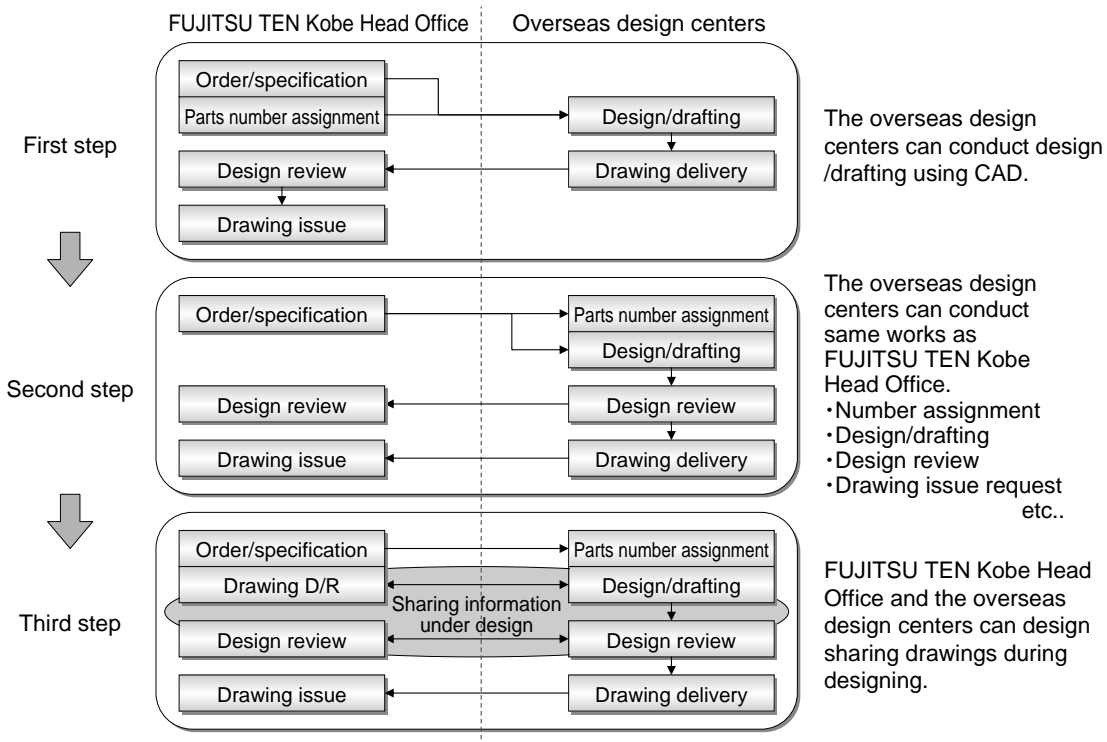 FUJITSU TEN Kobe Head Office
Overseas design centers
First step
Order/specification
Parts number assignment
Design/drafting
Design review
Drawing delivery
Drawing issue
The overseas design
centers can conduct design
/drafting using CAD.
Second step
Order/specification
Parts number assignment
Design/drafting
Design review
Design review
Drawing issue
Drawing delivery
The overseas design
centers can conduct
same works as
FUJITSU TEN Kobe
Head Office.
・Number assignment
・Design/drafting
・Design review
・Drawing issue request
etc..
Third step
Order/specification
Parts number assignment
Drawing D/R
Design/drafting
Sharing information
under design
Design review
Design review
Drawing issue
Drawing delivery
FUJITSU TEN Kobe Head
Office and the overseas
design centers can design
sharing drawings during
designing.